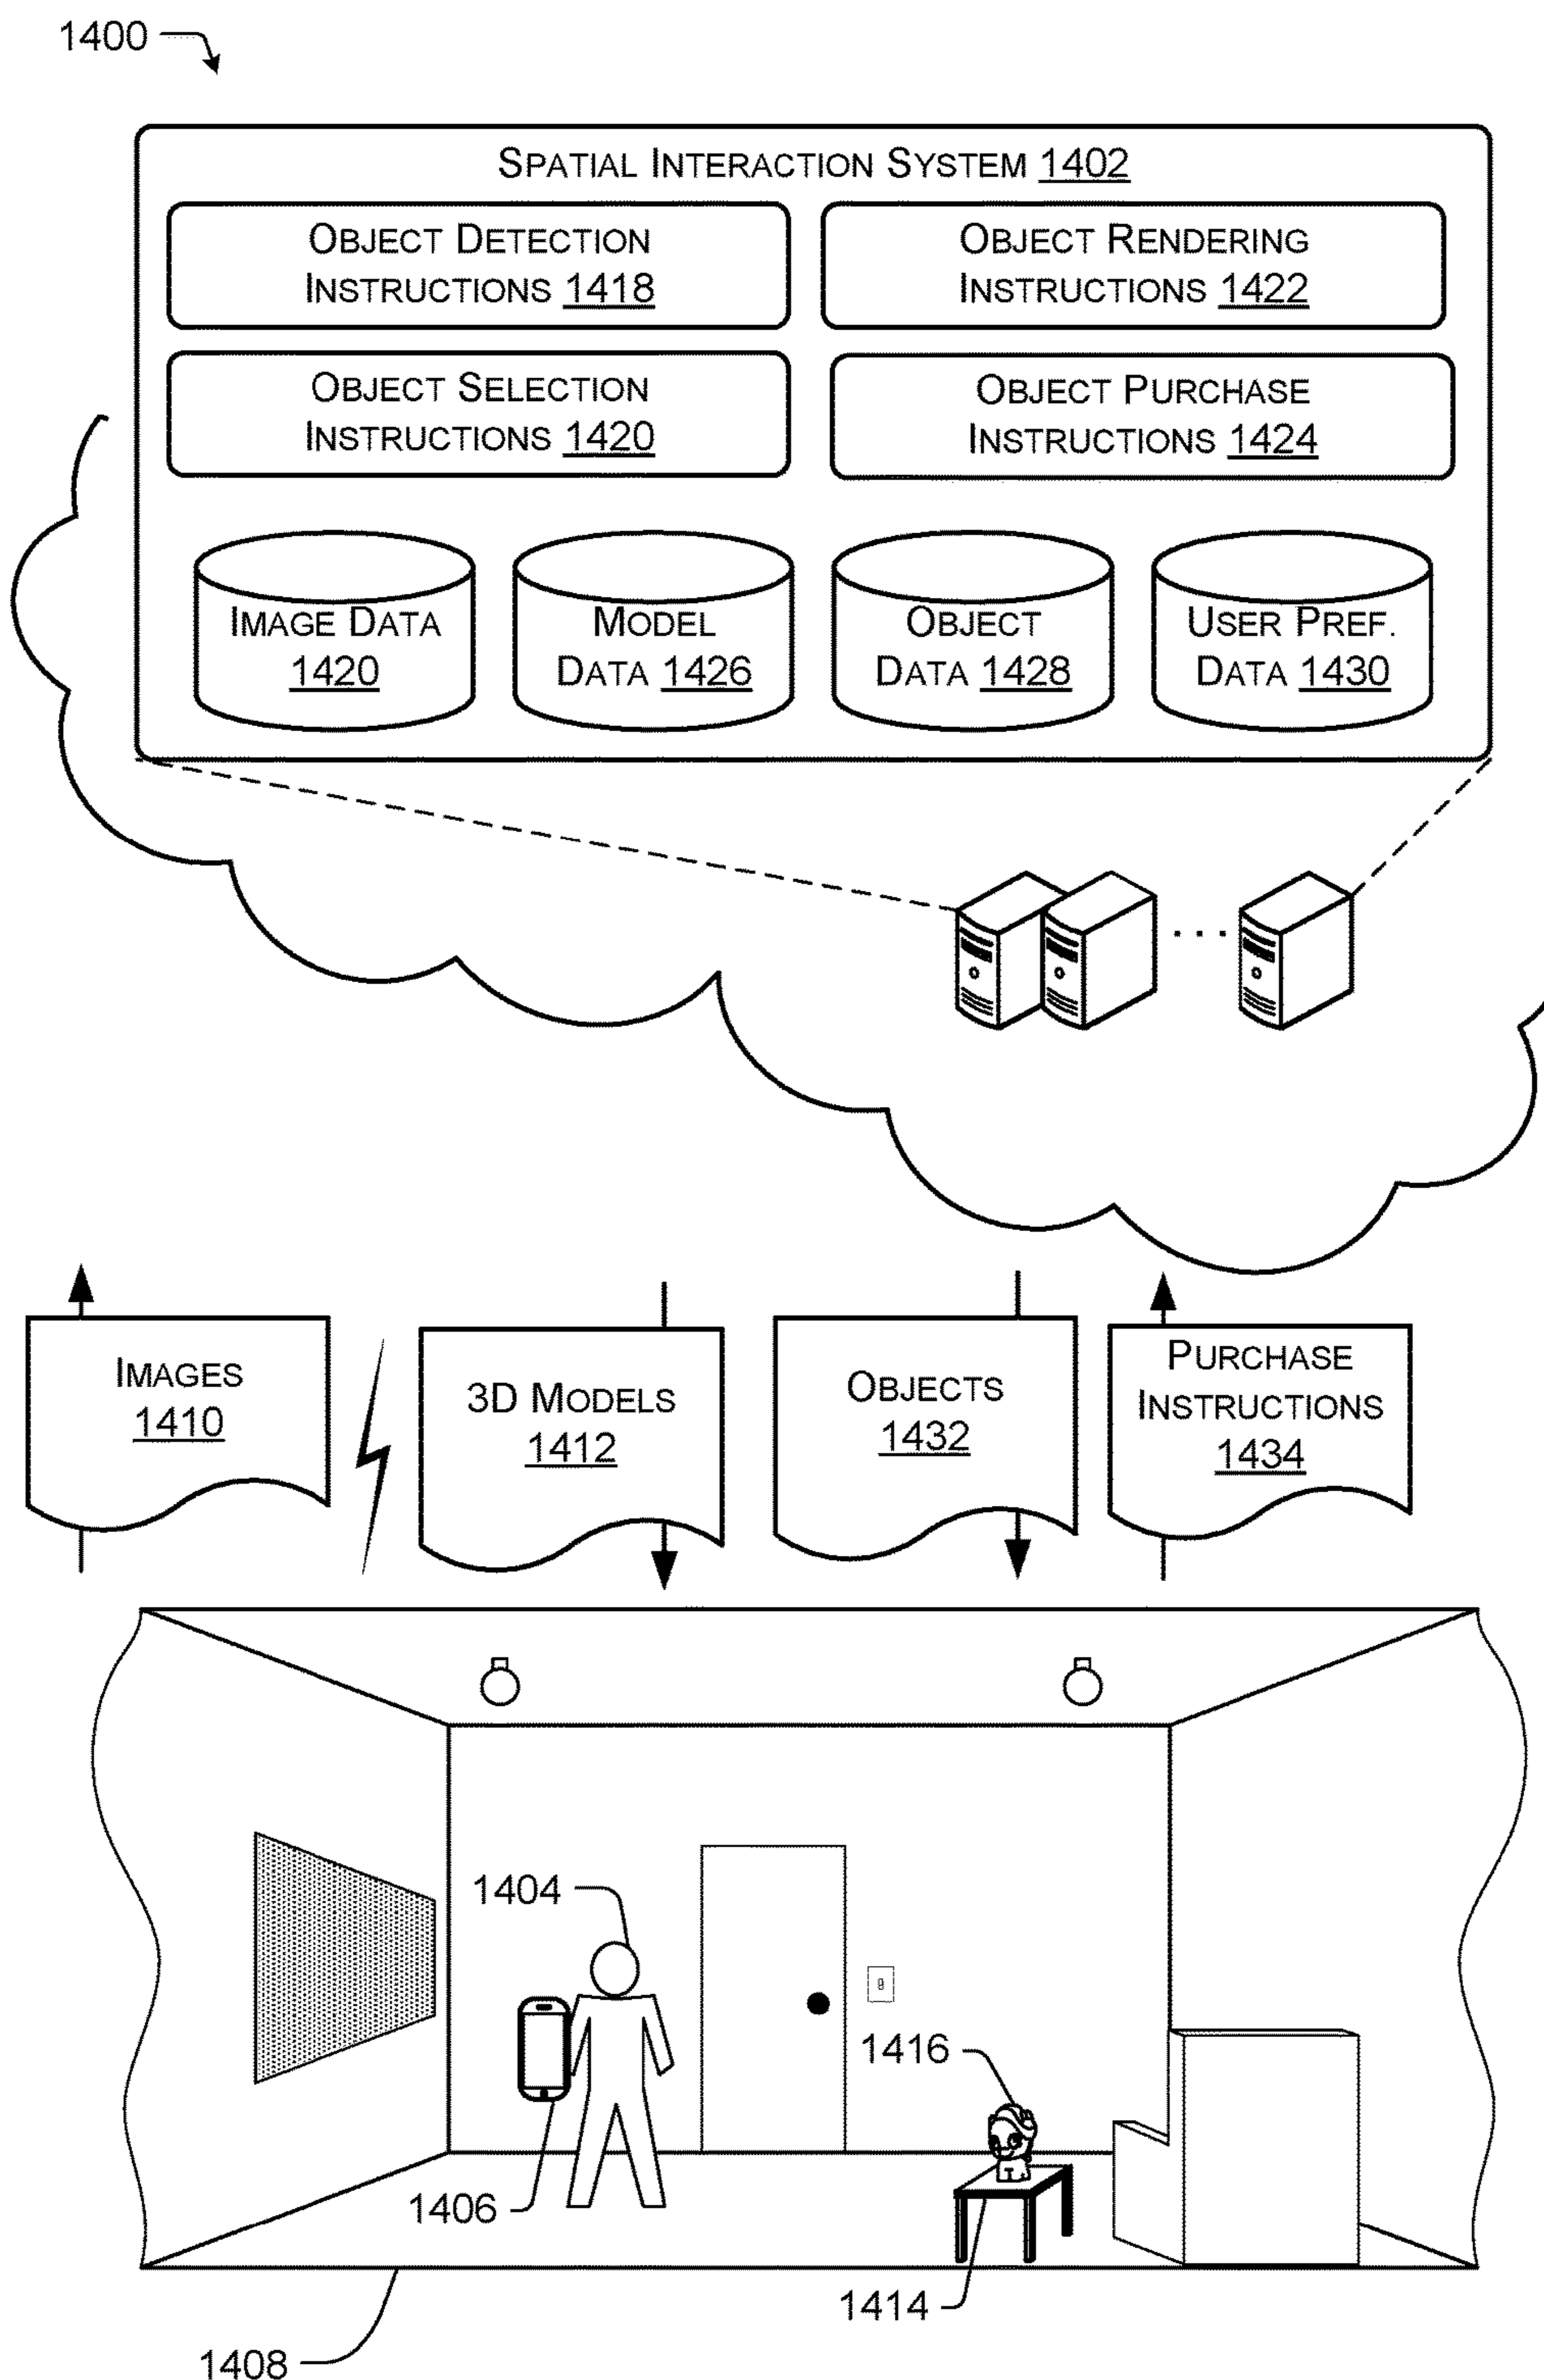 1400
SPATIAL INTERACTION SYSTEM 1402
OBJECT DETECTION
INSTRUCTIONS 1418
OBJECT RENDERING
INSTRUCTIONS 1422
OBJECT SELECTION
INSTRUCTIONS 1420
OBJECT PURCHASE
INSTRUCTIONS 1424
IMAGE DATA
1420
MODEL
DATA 1426
OBJECT
DATA 1428
USER PREF.
DATA 1430
IMAGES
1410
3D MODELS
1412
OBJECTS
1432
PURCHASE
INSTRUCTIONS
1434
1404
1416
1406
1414
1408